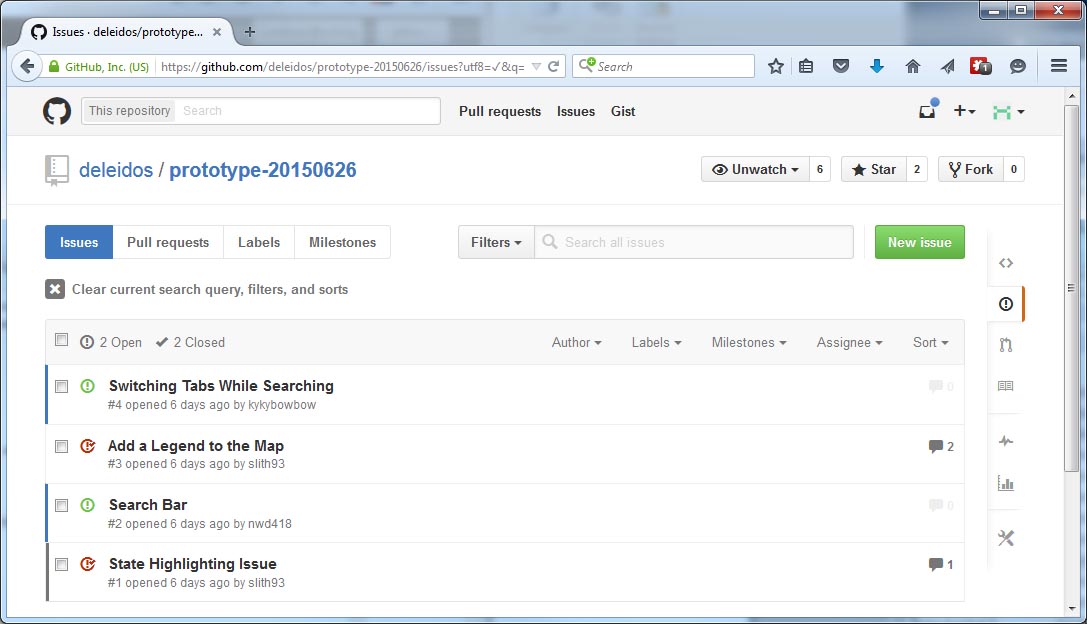 Issues · deleidos/prototype...
GitHub, Inc. (US) https://github.com/deleidos/prototype-20150626/issues?utf8=✓&q= Search
1
This repository Search Pull requests Issues Gist
deleidos / prototype-20150626 Unwatch 6 Star 2 Fork 0
Issues Pull requests Labels Milestones Filters Search all issues New issue
Clear current search query, filters, and sorts
2 Open 2 Closed Author Labels Milestones Assignee Sort
Switching Tabs While Searching 0
#4 opened 6 days ago by kykybowbow
Add a Legend to the Map 2
#3 opened 6 days ago by slith93
Search Bar 0
#2 opened 6 days ago by nwd418
State Highlighting Issue 1
#1 opened 6 days ago by slith93